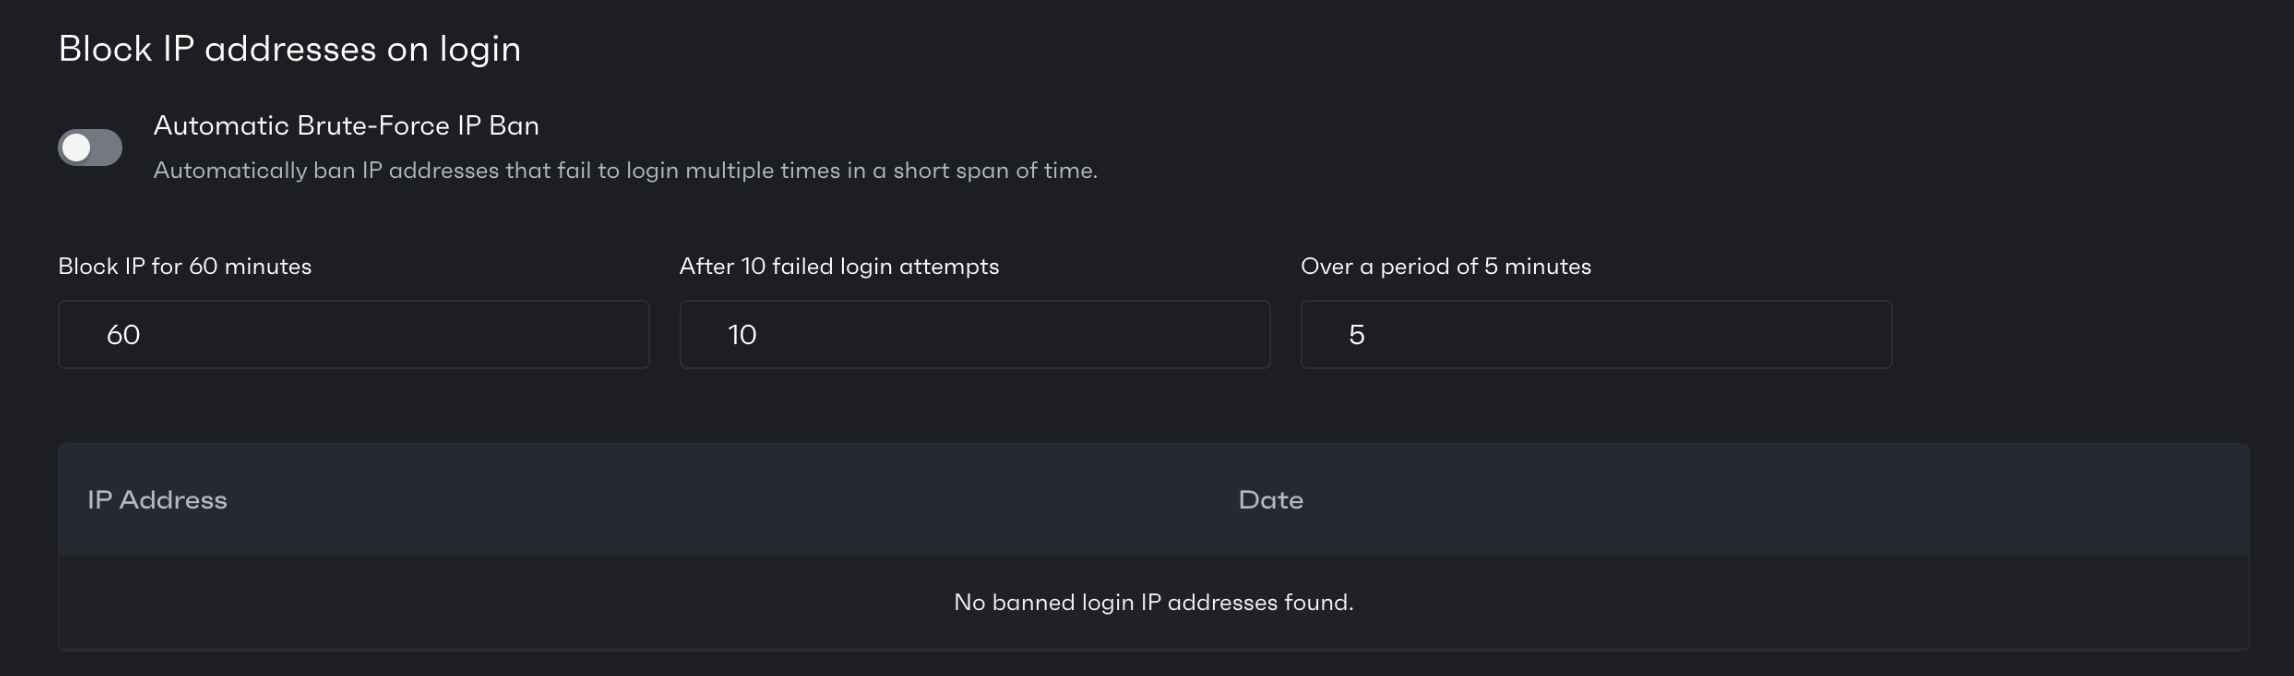 Block IP addresses on login
Automatic Brute-Force IP Ban
Automatically ban IP addresses that fail to login multiple times in a short span of time.
Block IP for 60 minutes
After 10 failed login attempts
Over a period of 5 minutes
60
10
5
IP Address
Date
No banned login IP addresses found.